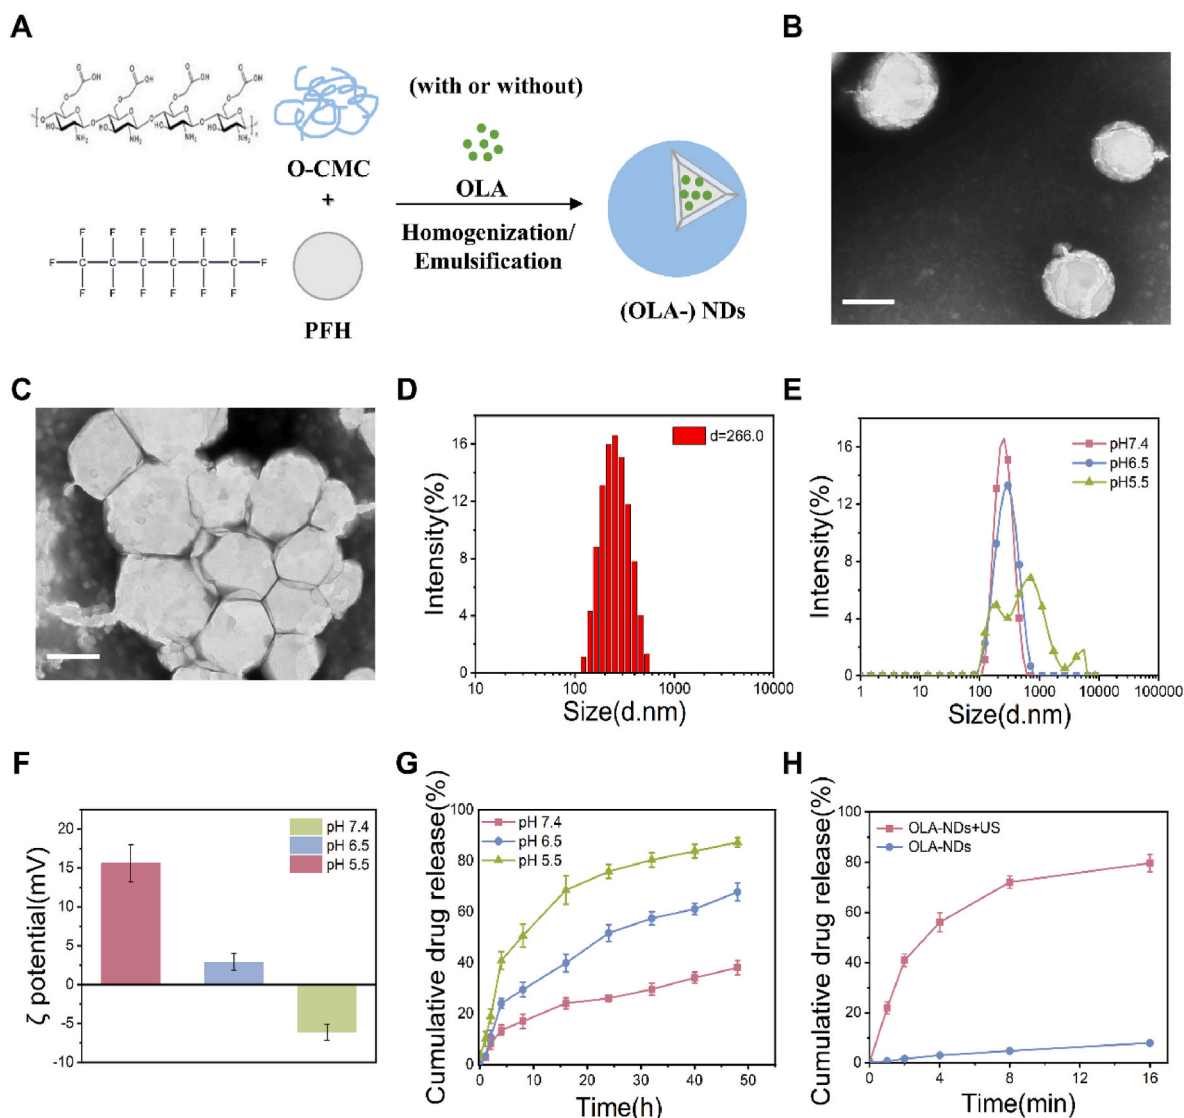 A
OH
OH
OH
OH
O-CMC
+
F F F F F F
F C C C C C C F
F F F F F F
PFH
(with or without)
OLA
Homogenization/
Emulsification
(OLA-) NDs
B
C
D
Intensity(%)
16
12
8
4
0
d=266.0
10 100 1000 10000
Size(d.nm)
E
Intensity(%)
16
12
8
4
0
pH7.4
pH6.5
pH5.5
1 10 100 1000 10000 100000
Size(d.nm)
F
ζ potential(mV)
20
15
10
5
0
-5
-10
pH 7.4
pH 6.5
pH 5.5
G
Cumulative drug release(%)
100
80
60
40
20
0
pH 7.4
pH 6.5
pH 5.5
0 10 20 30 40 50
Time(h)
H
Cumulative drug release(%)
100
80
60
40
20
0
OLA-NDs+US
OLA-NDs
0 4 8 12 16
Time(min)